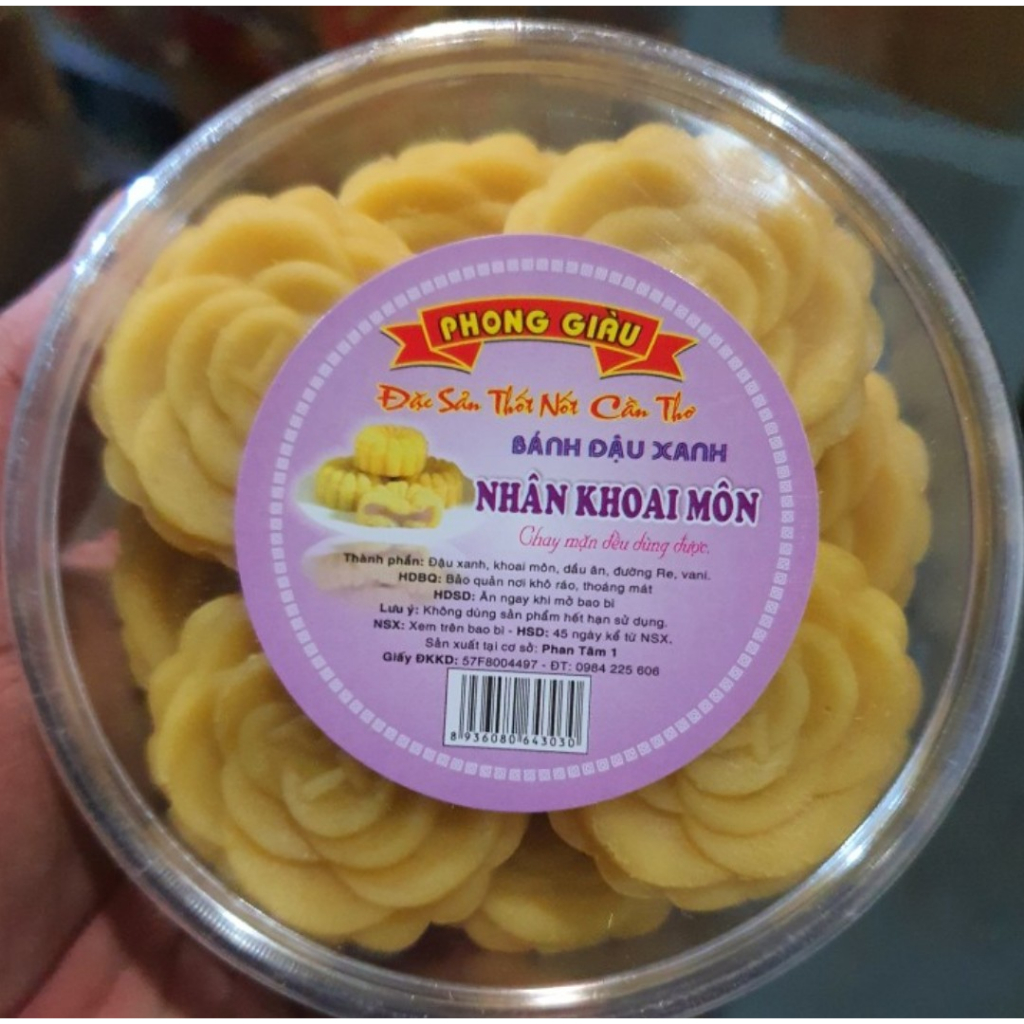 PHONG GIÀU
Đặc Sản Thốt Nốt Cần Thơ
BÁNH ĐẬU XANH
NHÂN KHOAI MÔN
Chay mặn đều dùng được.
Thành phần: Đậu xanh, khoai môn, dầu ăn, đường Re, vani.
HDBQ: Bảo quản nơi khô ráo, thoáng mát
HDSD: Ăn ngay khi mở bao bì
Lưu ý: Không dùng sản phẩm hết hạn sử dụng.
NSX: Xem trên bao bì - HSD: 45 ngày kể từ NSX.
Sản xuất tại cơ sở: Phan Tâm 1
Giấy ĐKKD: 57F8004497 - ĐT: 0984 225 606
8 936080 643030